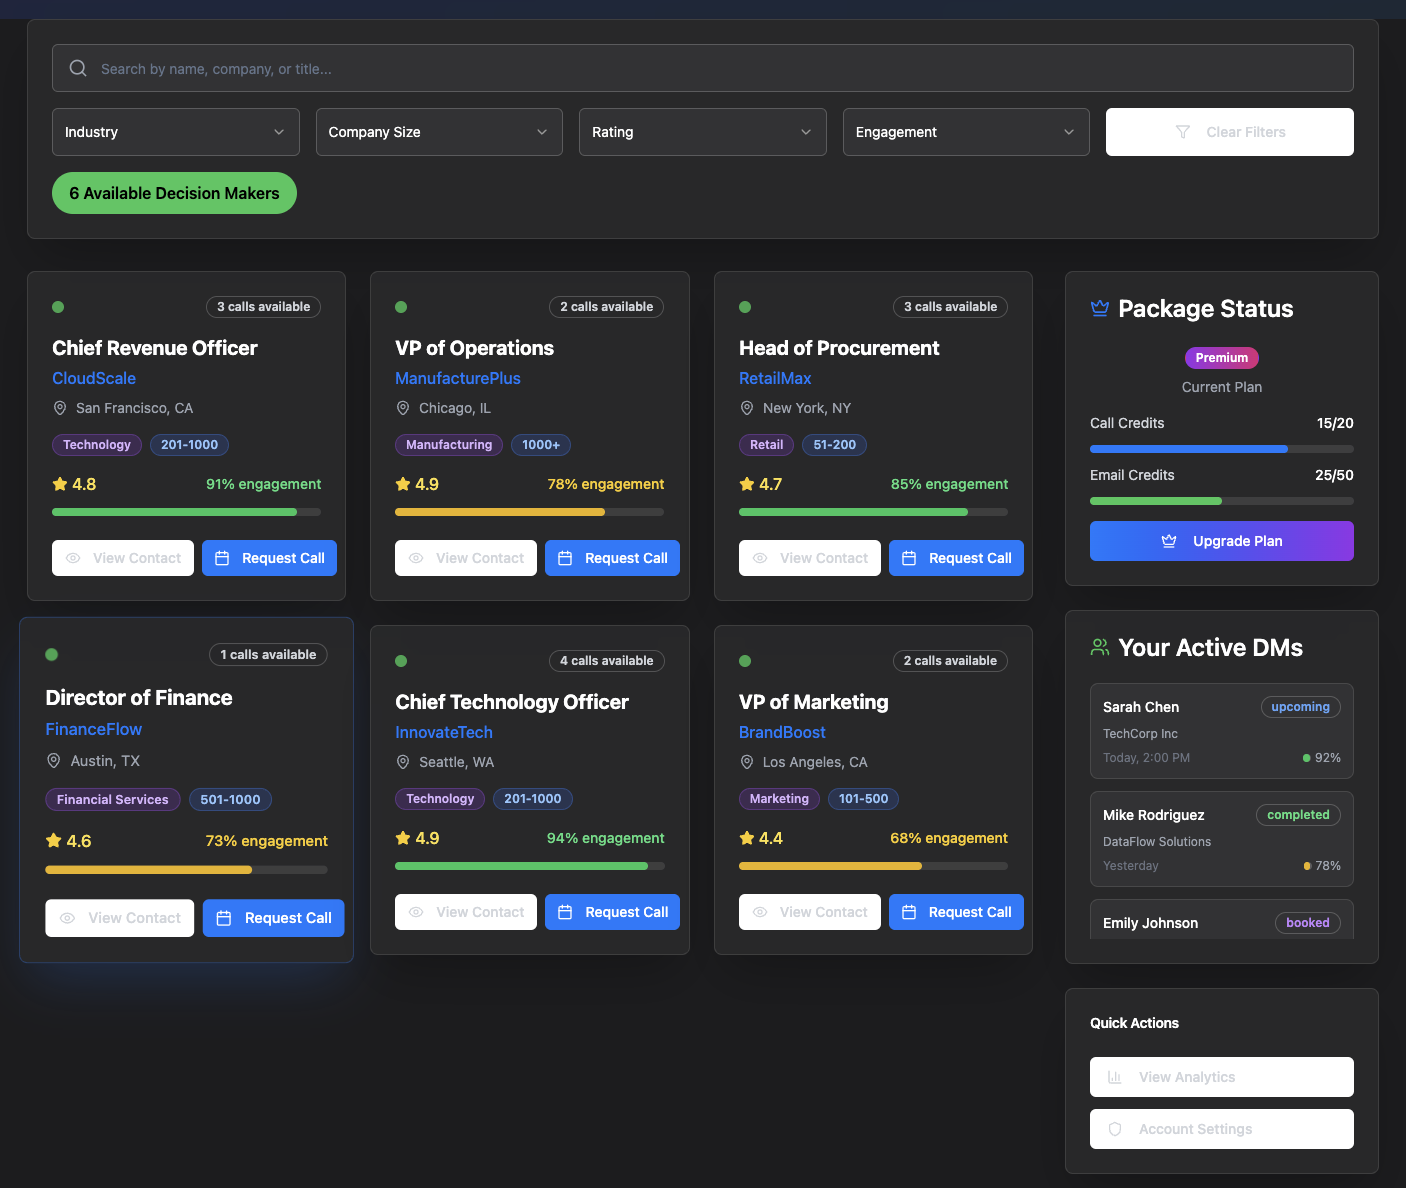 Search by name, company, or title...
Industry
Company Size
Rating
Engagement
Clear Filters
6 Available Decision Makers
3 calls available
Chief Revenue Officer
CloudScale
San Francisco, CA
Technology 201-1000
4.8 91% engagement
View Contact Request Call
2 calls available
VP of Operations
ManufacturePlus
Chicago, IL
Manufacturing 1000+
4.9 78% engagement
View Contact Request Call
3 calls available
Head of Procurement
RetailMax
New York, NY
Retail 51-200
4.7 85% engagement
View Contact Request Call
1 calls available
Director of Finance
FinanceFlow
Austin, TX
Financial Services 501-1000
4.6 73% engagement
View Contact Request Call
4 calls available
Chief Technology Officer
InnovateTech
Seattle, WA
Technology 201-1000
4.9 94% engagement
View Contact Request Call
2 calls available
VP of Marketing
BrandBoost
Los Angeles, CA
Marketing 101-500
4.4 68% engagement
View Contact Request Call
Package Status
Premium
Current Plan
Call Credits 15/20
Email Credits 25/50
Upgrade Plan
Your Active DMs
Sarah Chen upcoming
TechCorp Inc
Today, 2:00 PM 92%
Mike Rodriguez completed
DataFlow Solutions
Yesterday 78%
Emily Johnson booked
Quick Actions
View Analytics
Account Settings